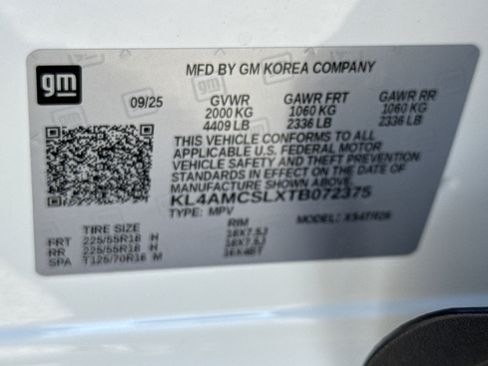 gm
MFD BY GM KOREA COMPANY
09/25 GVWR GAWR FRT GAWR RR
2000 KG 1060 KG 1060 KG
4409 LB 2336 LB 2336 LB
THIS VEHICLE CONFORMS TO ALL
APPLICABLE U.S. FEDERAL MOTOR
VEHICLE SAFETY AND THEFT PREVENTION
STANDARDS IN EFFECT ON THE DATE OF
MANUFACTURE SHOWN ABOVE.
KL4AMCSLXTB072375
TYPE: MPV MODEL:
TIRE SIZE RIM
FRT 225/55R18 H 18X7.5J
RR 225/55R18 H 18X7.5J
SPA T125/70R16 M 16X4BT